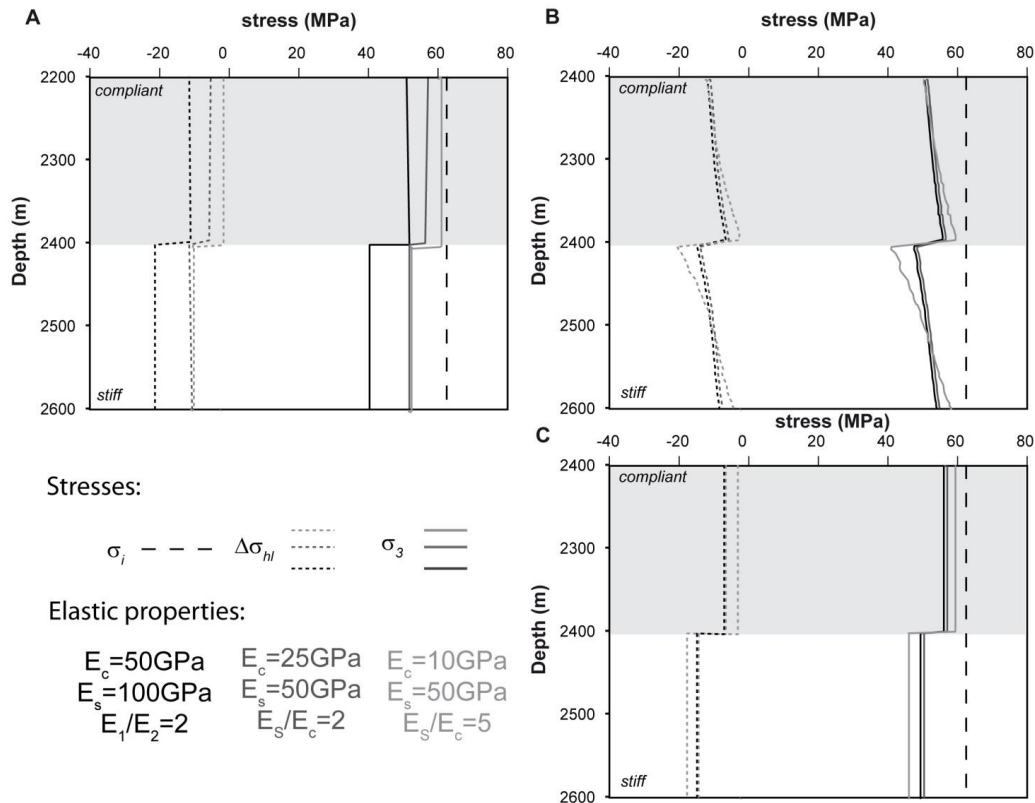 A
stress (MPa)
-40 -20 0 20 40 60 80
Depth (m)
2200
2300
2400
2500
2600
compliant
stiff
B
stress (MPa)
-40 -20 0 20 40 60 80
Depth (m)
2400
2300
2400
2500
2600
compliant
stiff
C
stress (MPa)
-40 -20 0 20 40 60 80
Depth (m)
2400
2300
2400
2500
2600
compliant
stiff
Stresses:
σi Δσhl σ3
Elastic properties:
Ec=50GPa Ec=25GPa Ec=10GPa
Es=100GPa Es=50GPa Es=50GPa
E1/E2=2 ES/Ec=2 ES/Ec=5